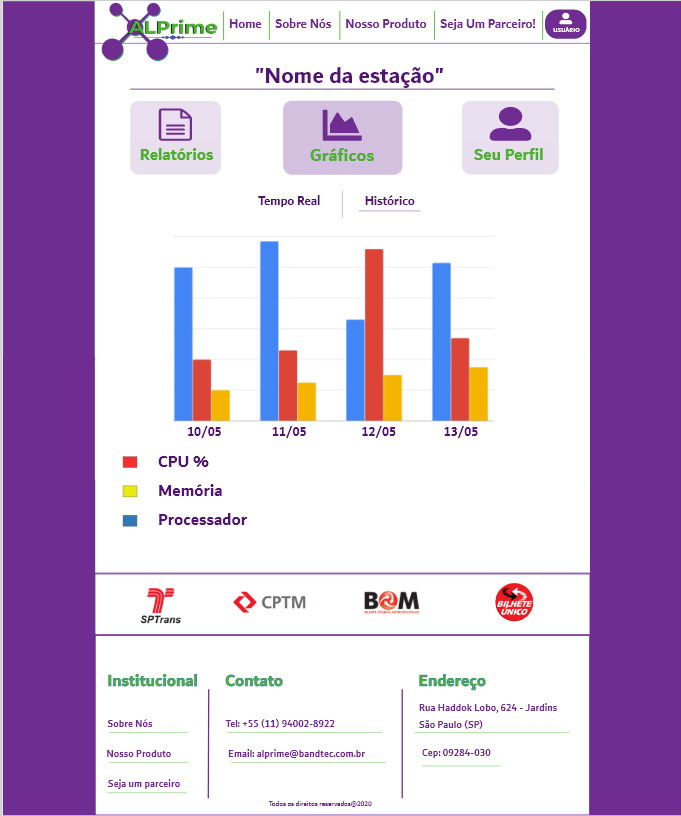 ALPrime
Home
Sobre Nós
Nosso Produto
Seja Um Parceiro!
USUÁRIO
"Nome da estação"
Relatórios
Gráficos
Seu Perfil
Tempo Real
Histórico
10/05
11/05
12/05
13/05
CPU %
Memória
Processador
SPTrans
CPTM
BOM
BILHETE
ÚNICO
Institucional
Contato
Endereço
Sobre Nós
Nosso Produto
Seja um parceiro
Tel: +55 (11) 94002-8922
Email: alprime@bandtec.com.br
Rua Haddok Lobo, 624 - Jardins
São Paulo (SP)
Cep: 09284-030
Todos os direitos reservados@2020